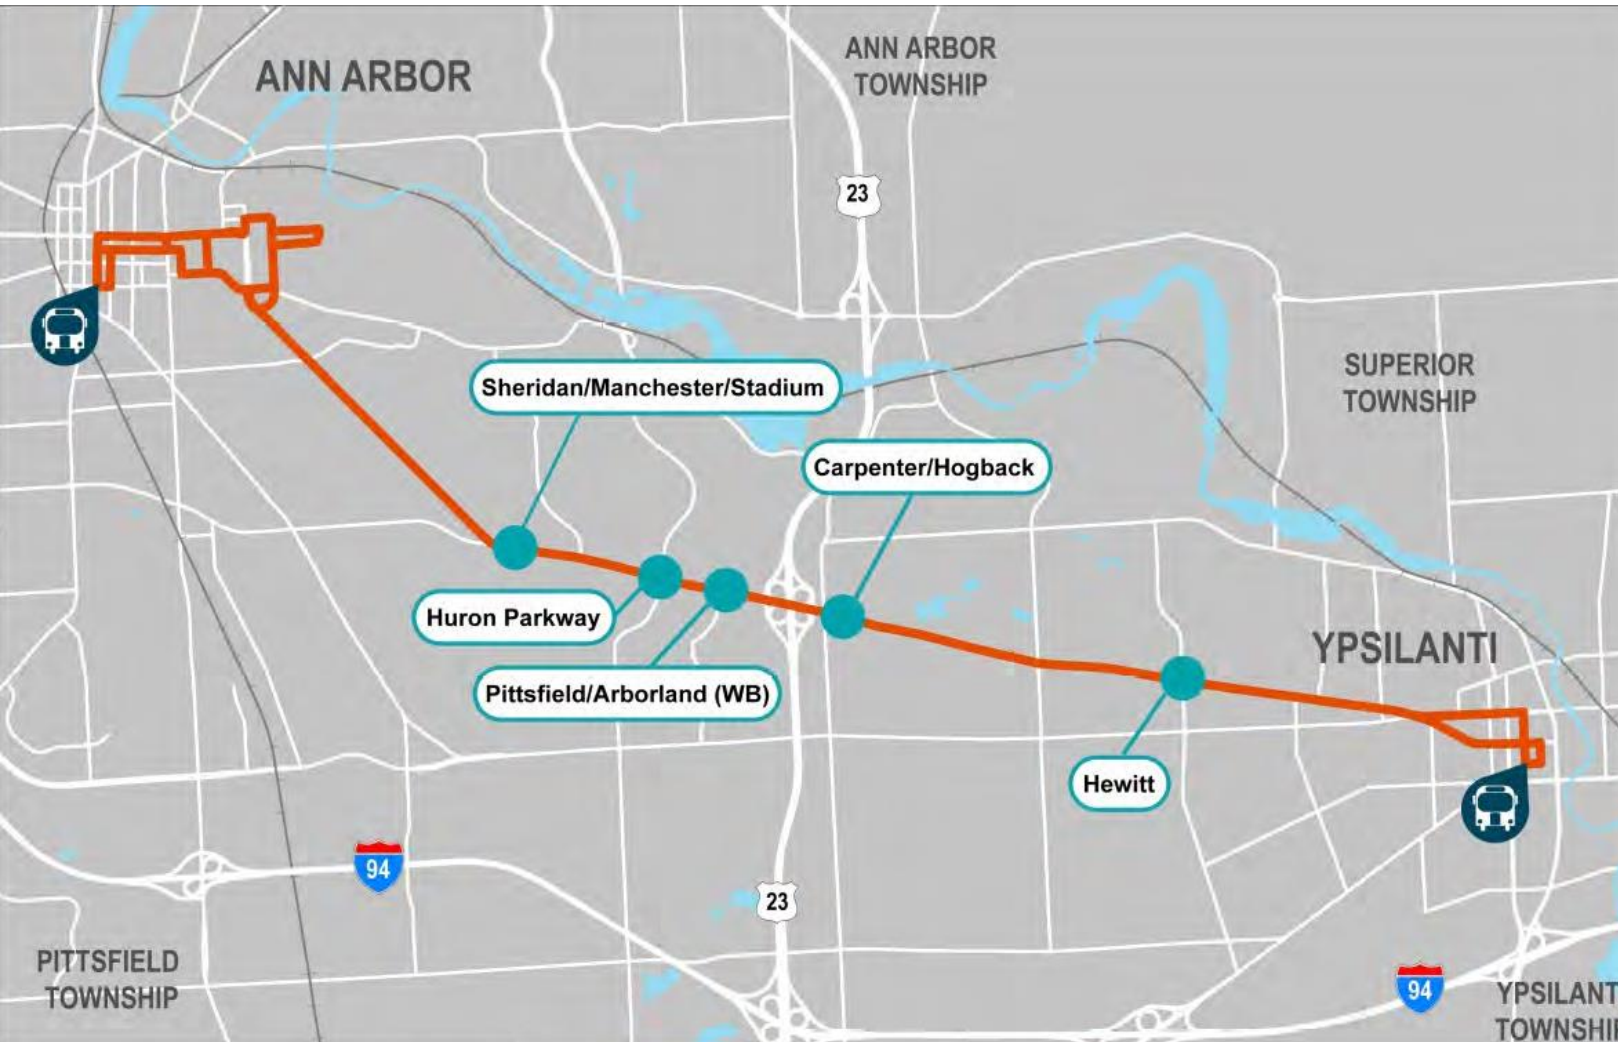 ANN ARBOR
ANN ARBOR
TOWNSHIP
23
SUPERIOR
TOWNSHIP
Sheridan/Manchester/Stadium
Carpenter/Hogback
Huron Parkway
Pittsfield/Arborland (WB)
YPSILANTI
Hewitt
94
23
PITTSFIELD
TOWNSHIP
94
YPSILANT
TOWNSHI